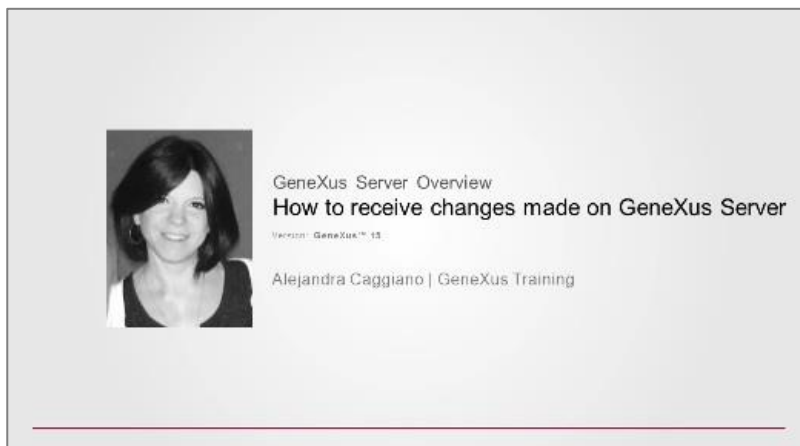 GeneXus Server Overview
How to receive changes made on GeneXus Server
Version: GeneXus™ 15
Alejandra Caggiano | GeneXus Training